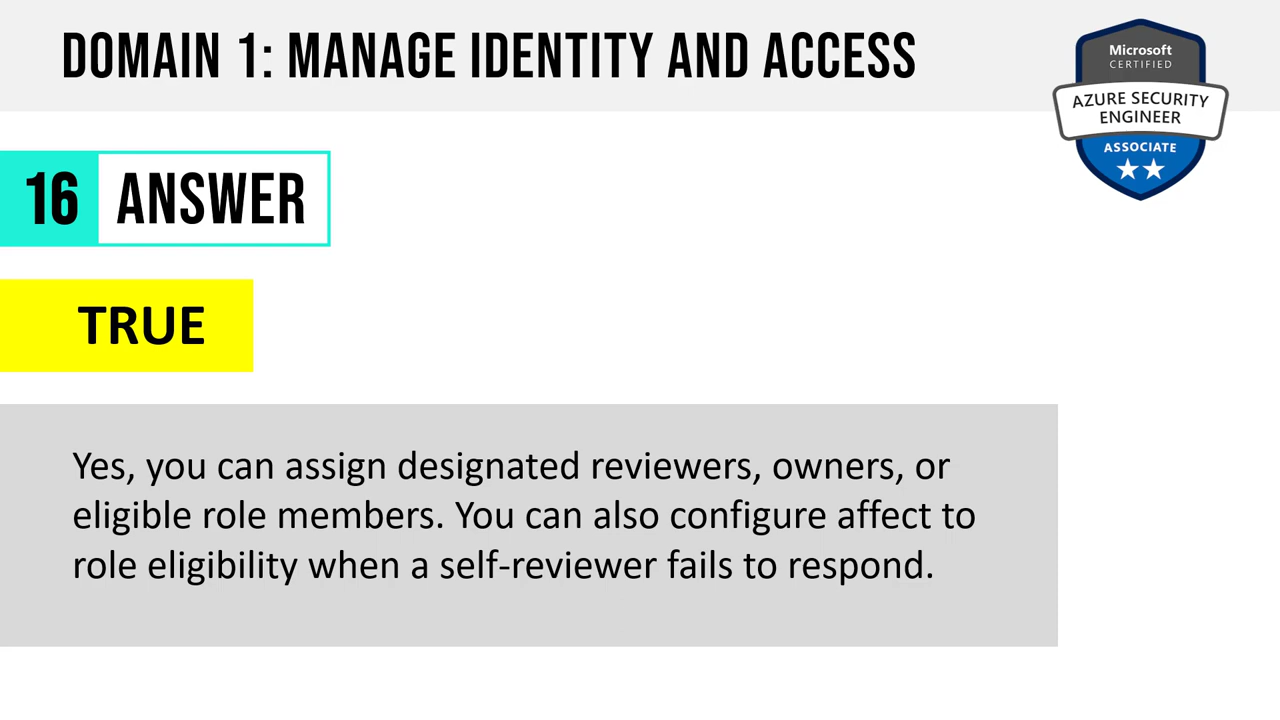 DOMAIN 1: MANAGE IDENTITY AND ACCESS
Microsoft
CERTIFIED
AZURE SECURITY
ENGINEER
ASSOCIATE
16 ANSWER
TRUE
Yes, you can assign designated reviewers, owners, or
eligible role members. You can also configure affect to
role eligibility when a self-reviewer fails to respond.